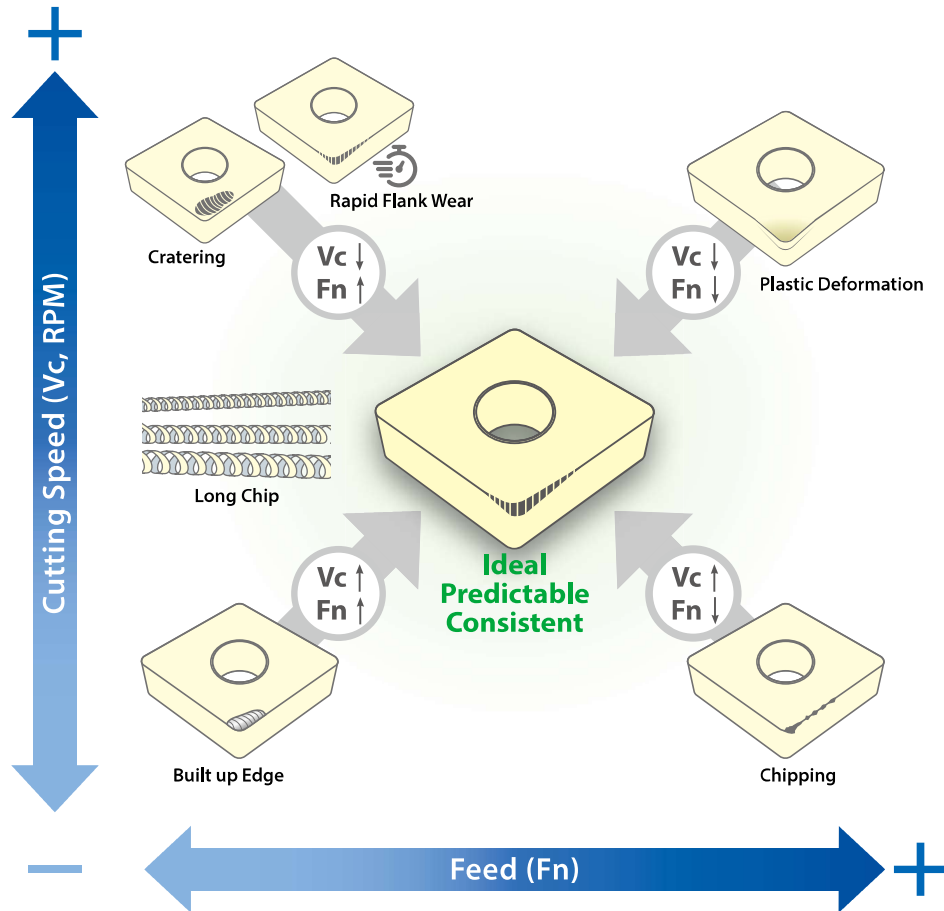 +
Rapid Flank Wear
Cratering
Vc ↓
Fn ↑
Vc ↓
Fn ↓
Plastic Deformation
Cutting Speed (Vc, RPM)
Long Chip
Vc ↑
Fn ↑
Ideal
Predictable
Consistent
Vc ↑
Fn ↓
Built up Edge
Chipping
−
Feed (Fn)
+